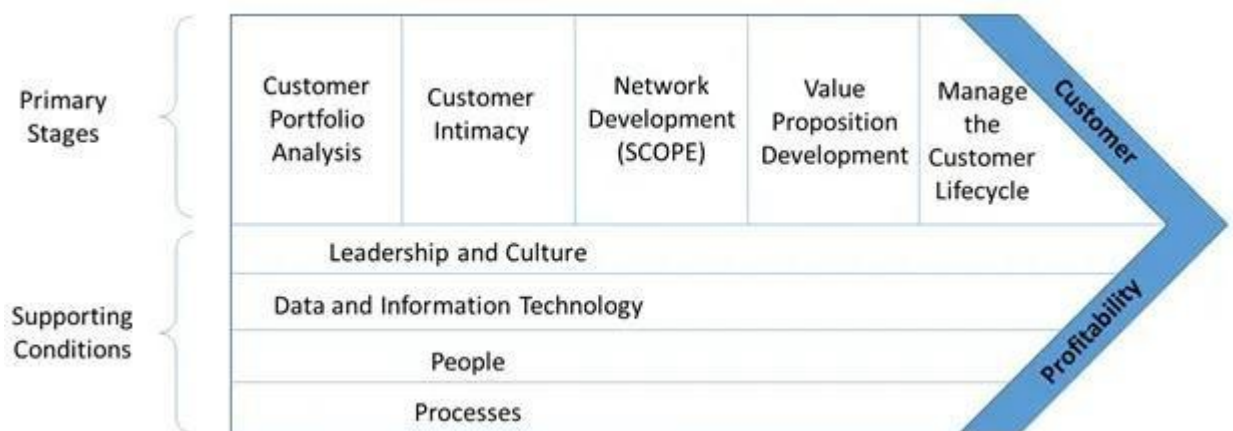 Primary
Stages
Customer
Portfolio
Analysis
Customer
Intimacy
Network
Development
(SCOPE)
Value
Proposition
Development
Manage
the
Customer
Lifecycle
Customer
Supporting
Conditions
Leadership and Culture
Data and Information Technology
People
Processes
Profitability